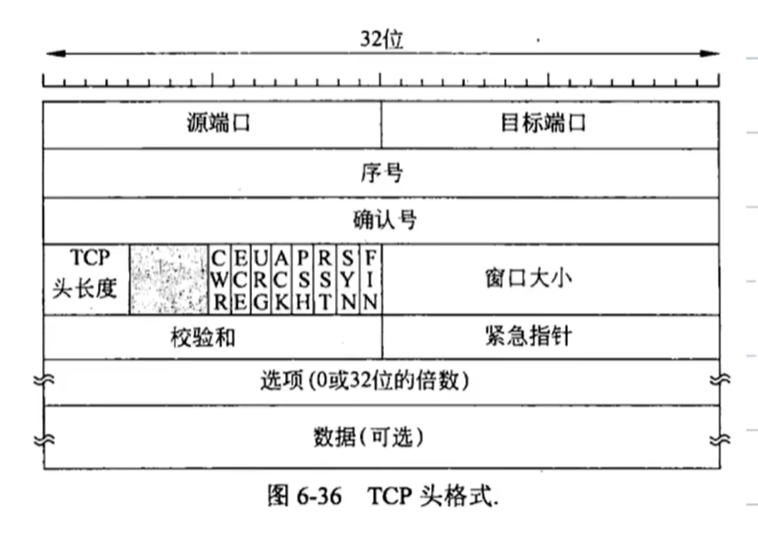 32位
源端口 目标端口
序号
确认号
TCP
头长度
CWR ECE URG ACK PSH RST SYN FIN
窗口大小
校验和 紧急指针
选项(0或32位的倍数)
数据(可选)
图 6-36 TCP 头格式.